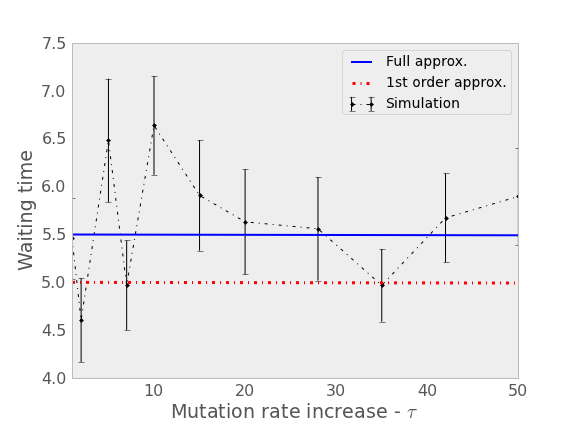 7.5
7.0
6.5
6.0
5.5
5.0
4.5
4.0
Waiting time
Full approx.
1st order approx.
Simulation
10 20 30 40 50
Mutation rate increase - τ